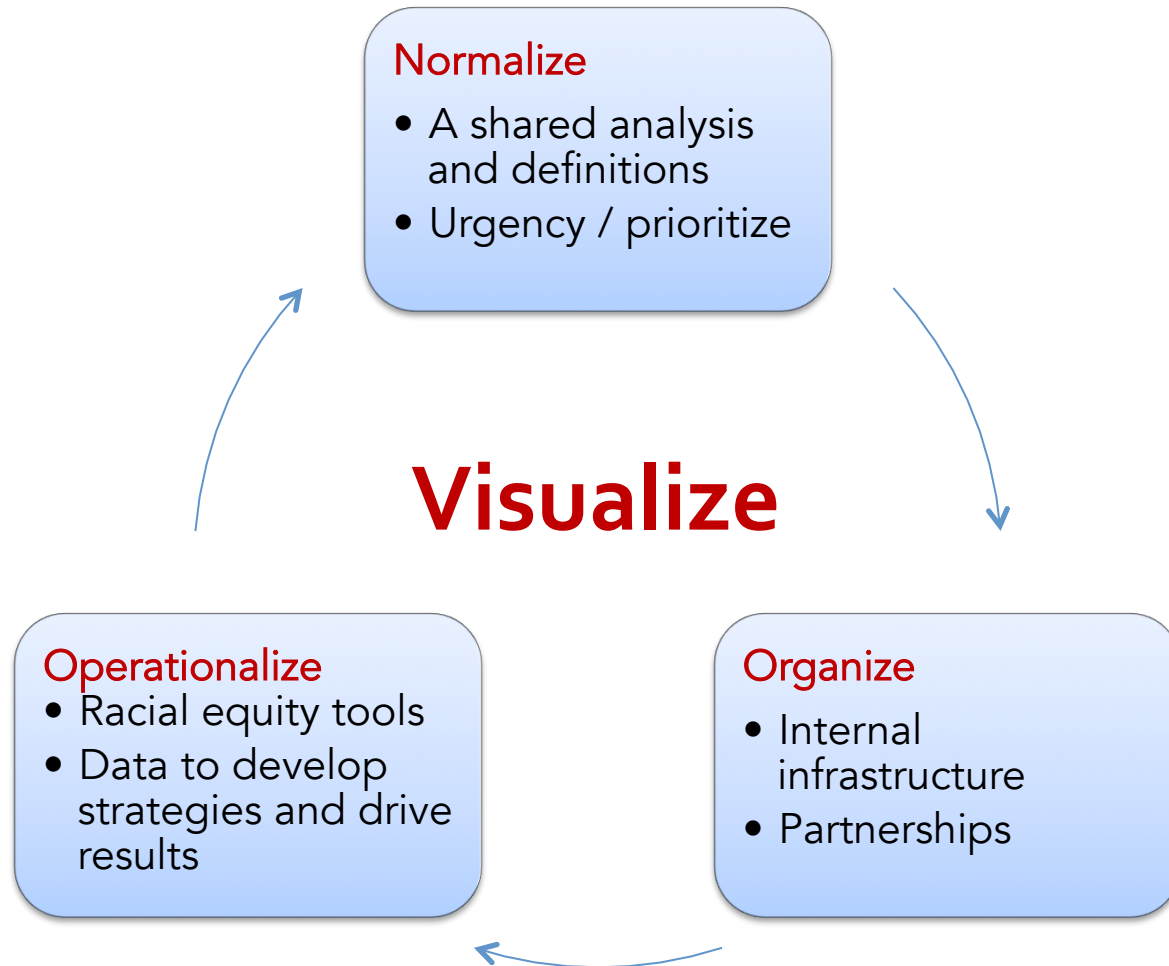 Normalize
• A shared analysis
and definitions
• Urgency / prioritize
Visualize
Operationalize
• Racial equity tools
• Data to develop
strategies and drive
results
Organize
• Internal
infrastructure
• Partnerships